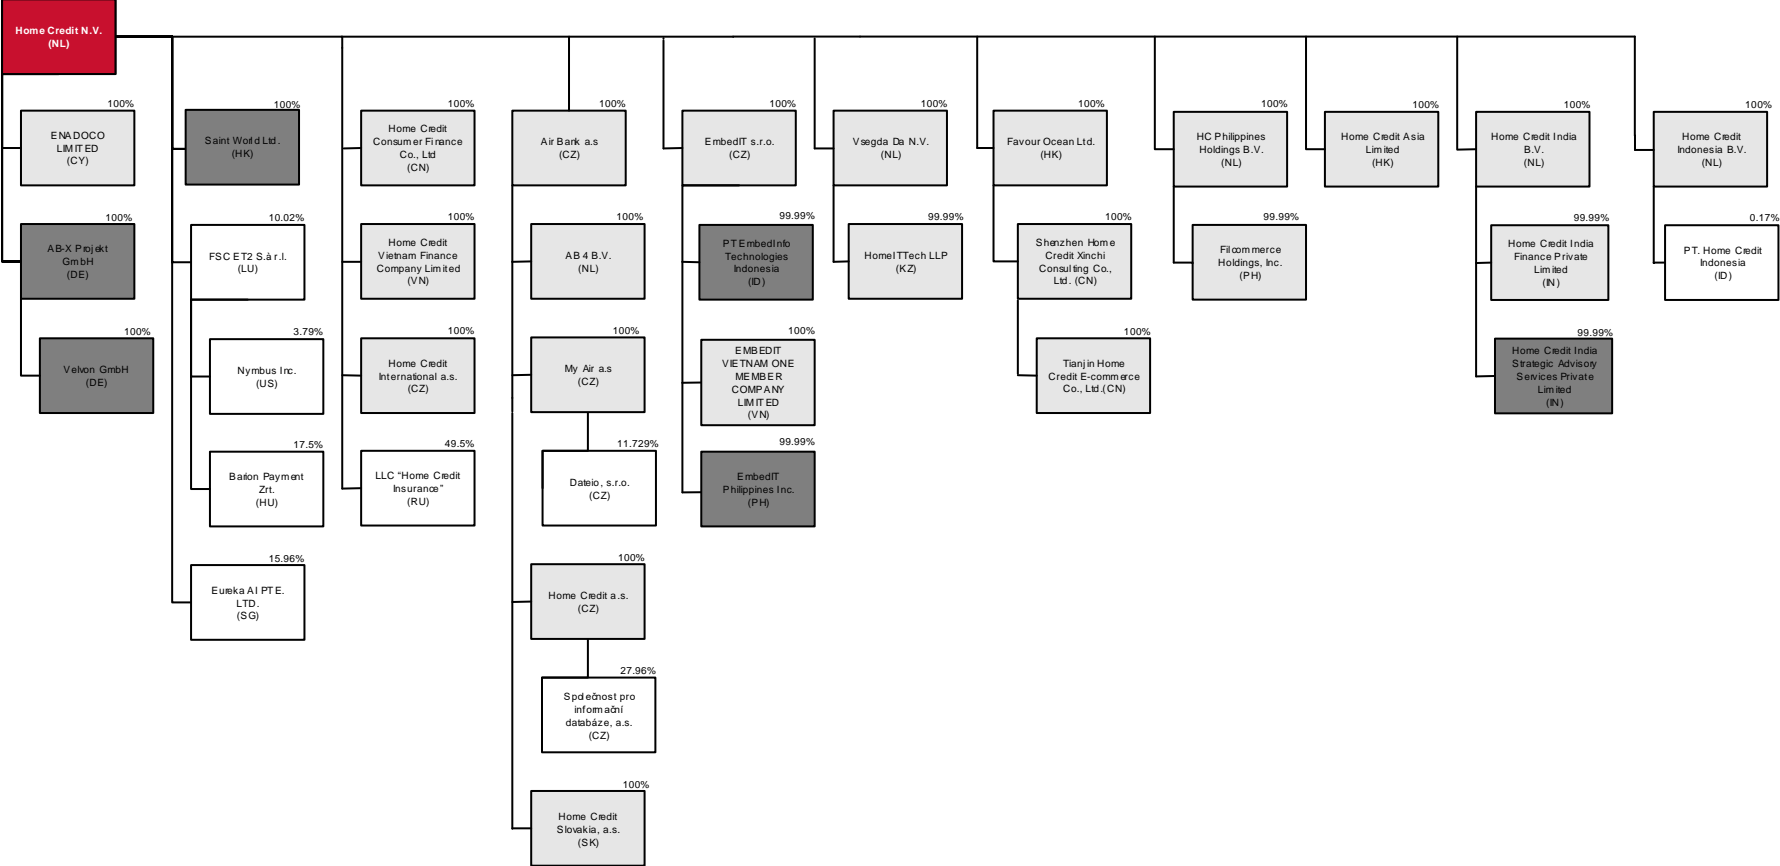 Home Credit N.V.
(NL)
100%
ENADOCO
LIMITED
(CY)
100%
AB-X Projekt
GmbH
(DE)
100%
Velvon GmbH
(DE)
100%
Saint World Ltd.
(HK)
10.02%
FSC ET2 S.à r.l.
(LU)
3.79%
Nymbus Inc.
(US)
17.5%
Barion Payment
Zrt.
(HU)
15.96%
Eureka AI PTE.
LTD.
(SG)
100%
Home Credit
Consumer Finance
Co., Ltd
(CN)
100%
Home Credit
Vietnam Finance
Company Limited
(VN)
100%
Home Credit
International a.s.
(CZ)
49.5%
LLC "Home Credit
Insurance"
(RU)
100%
Air Bank a.s
(CZ)
100%
AB 4 B.V.
(NL)
100%
My Air a.s
(CZ)
11.729%
Dateio, s.r.o.
(CZ)
100%
Home Credit a.s.
(CZ)
27.96%
Společnost pro
informační
databáze, a.s.
(CZ)
100%
Home Credit
Slovakia, a.s.
(SK)
100%
EmbedIT s.r.o.
(CZ)
99.99%
PT EmbedInfo
Technologies
Indonesia
(ID)
100%
EMBEDIT
VIETNAM ONE
MEMBER
COMPANY
LIMITED
(VN)
99.99%
EmbedIT
Philippines Inc.
(PH)
100%
Vsegda Da N.V.
(NL)
99.99%
HomeITTech LLP
(KZ)
100%
Favour Ocean Ltd.
(HK)
100%
Shenzhen Home
Credit Xinchi
Consulting Co.,
Ltd. (CN)
100%
Tianjin Home
Credit E-commerce
Co., Ltd.(CN)
100%
HC Philippines
Holdings B.V.
(NL)
99.99%
Filcommerce
Holdings, Inc.
(PH)
100%
Home Credit Asia
Limited
(HK)
100%
Home Credit India
B.V.
(NL)
99.99%
Home Credit India
Finance Private
Limited
(IN)
99.99%
Home Credit India
Strategic Advisory
Services Private
Limited
(IN)
100%
Home Credit
Indonesia B.V.
(NL)
0.17%
PT. Home Credit
Indonesia
(ID)